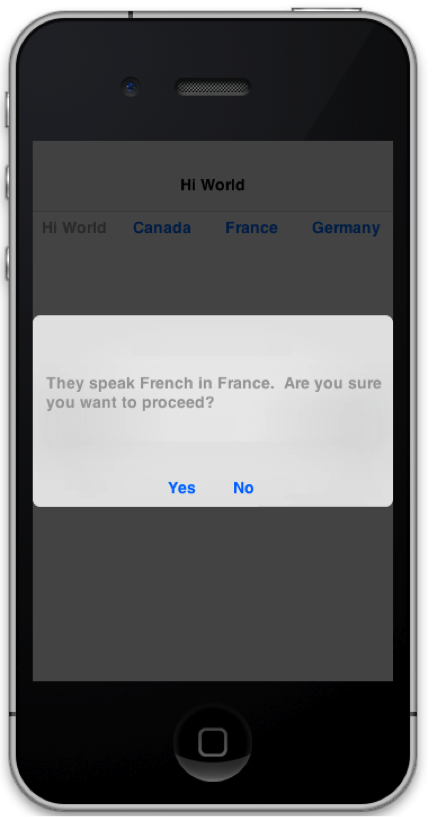 Hi World
Hi World Canada France Germany
They speak French in France.  Are you sure
you want to proceed?
Yes No